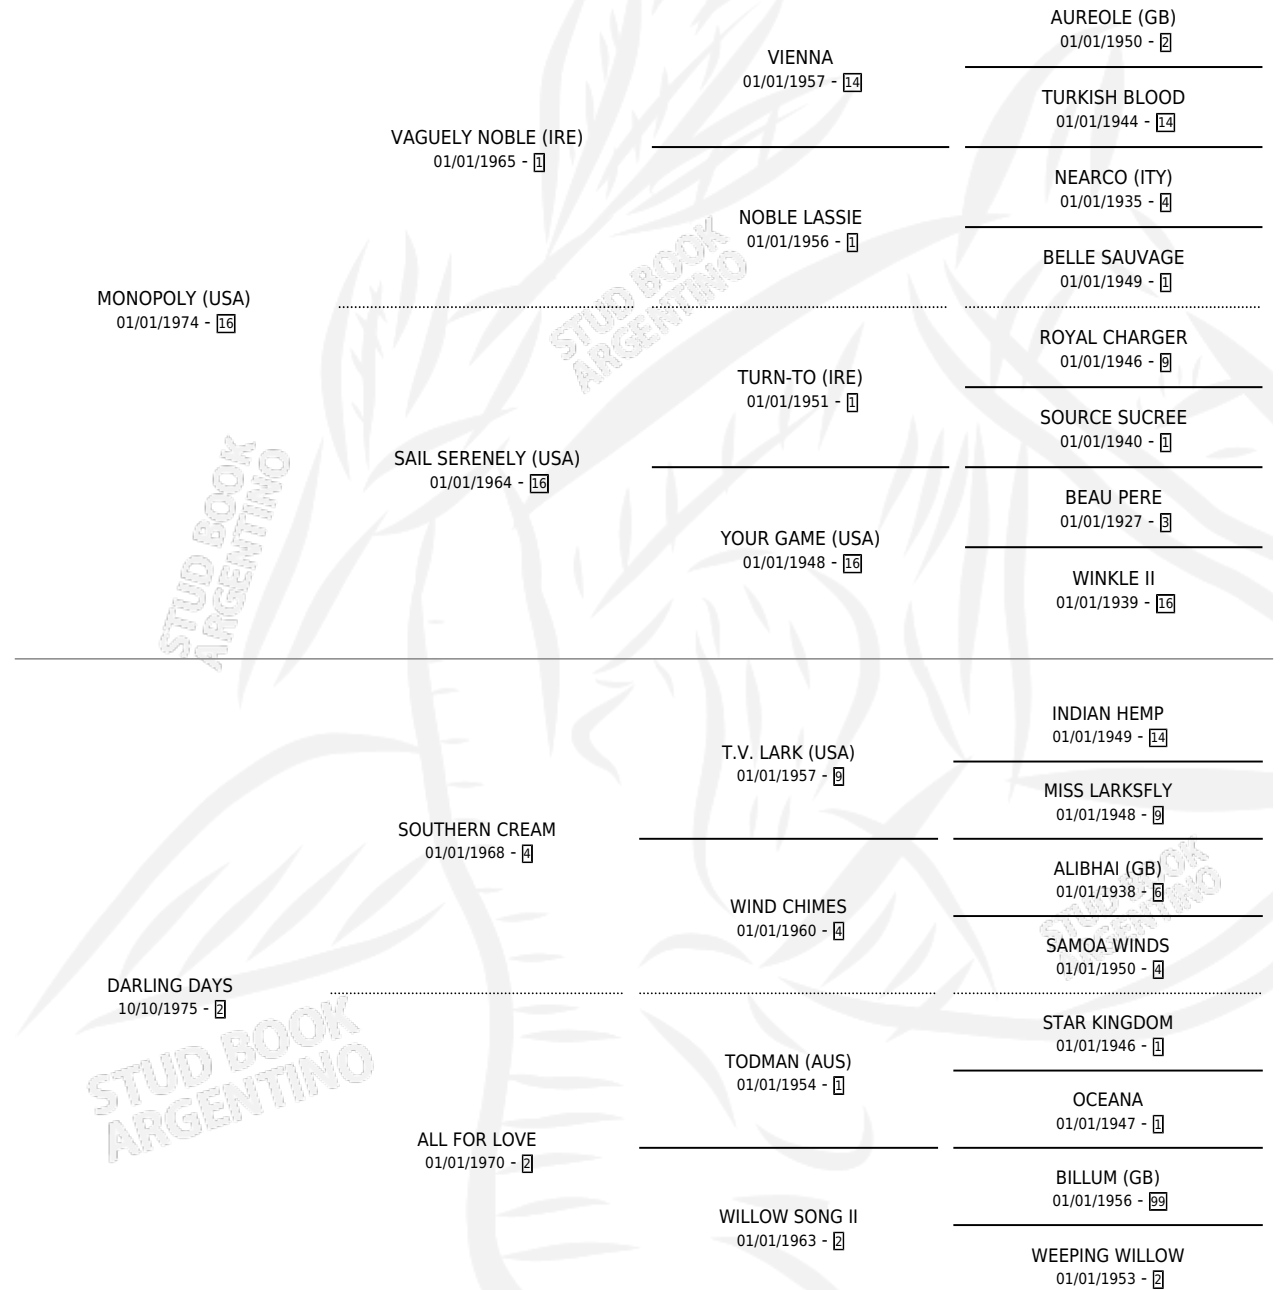 AUREOLE (GB)
01/01/1950 - 2
VIENNA
01/01/1957 - 14
TURKISH BLOOD
01/01/1944 - 14
VAGUELY NOBLE (IRE)
01/01/1965 - 1
NEARCO (ITY)
01/01/1935 - 4
NOBLE LASSIE
01/01/1956 - 1
BELLE SAUVAGE
01/01/1949 - 1
MONOPOLY (USA)
01/01/1974 - 16
ROYAL CHARGER
01/01/1946 - 9
TURN-TO (IRE)
01/01/1951 - 1
SOURCE SUCREE
01/01/1940 - 1
SAIL SERENELY (USA)
01/01/1964 - 16
BEAU PERE
01/01/1927 - 3
YOUR GAME (USA)
01/01/1948 - 16
WINKLE II
01/01/1939 - 16
INDIAN HEMP
01/01/1949 - 14
T.V. LARK (USA)
01/01/1957 - 9
MISS LARKSFLY
01/01/1948 - 9
SOUTHERN CREAM
01/01/1968 - 4
ALIBHAI (GB)
01/01/1938 - 6
WIND CHIMES
01/01/1960 - 4
SAMOA WINDS
01/01/1950 - 4
DARLING DAYS
10/10/1975 - 2
STAR KINGDOM
01/01/1946 - 1
TODMAN (AUS)
01/01/1954 - 1
OCEANA
01/01/1947 - 1
ALL FOR LOVE
01/01/1970 - 2
BILLUM (GB)
01/01/1956 - 99
WILLOW SONG II
01/01/1963 - 2
WEEPING WILLOW
01/01/1953 - 2
STUD BOOK
ARGENTINO
STUD BOOK
ARGENTINO
STUD BOOK
ARGENTINO
STUD BOOK
ARGENTINO